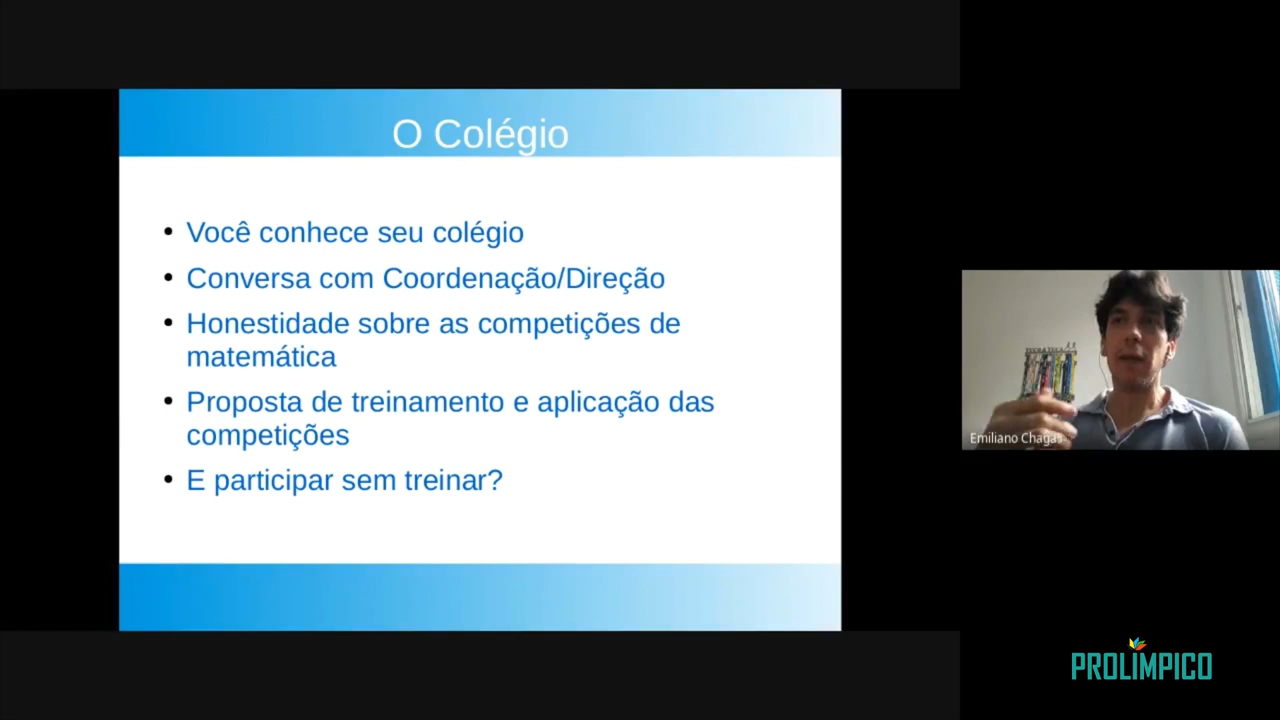 O Colégio
Você conhece seu colégio
Conversa com Coordenação/Direção
Honestidade sobre as competições de
matemática
Proposta de treinamento e aplicação das
competições
E participar sem treinar?
Emiliano Chagas
PROLÍMPICO